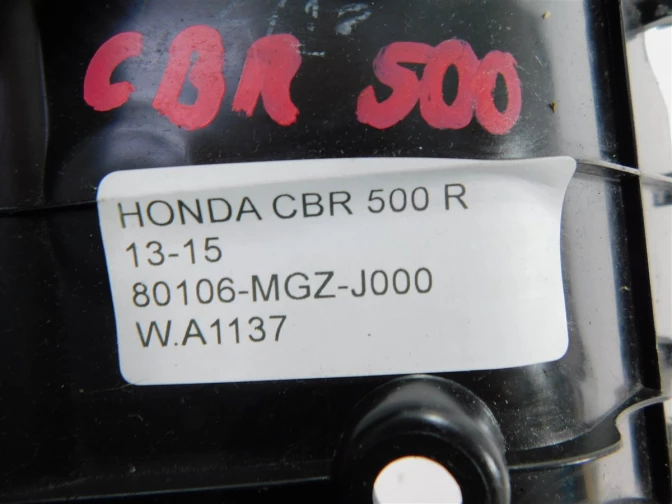 CBR 500
HONDA CBR 500 R
13-15
80106-MGZ-J000
W.A1137